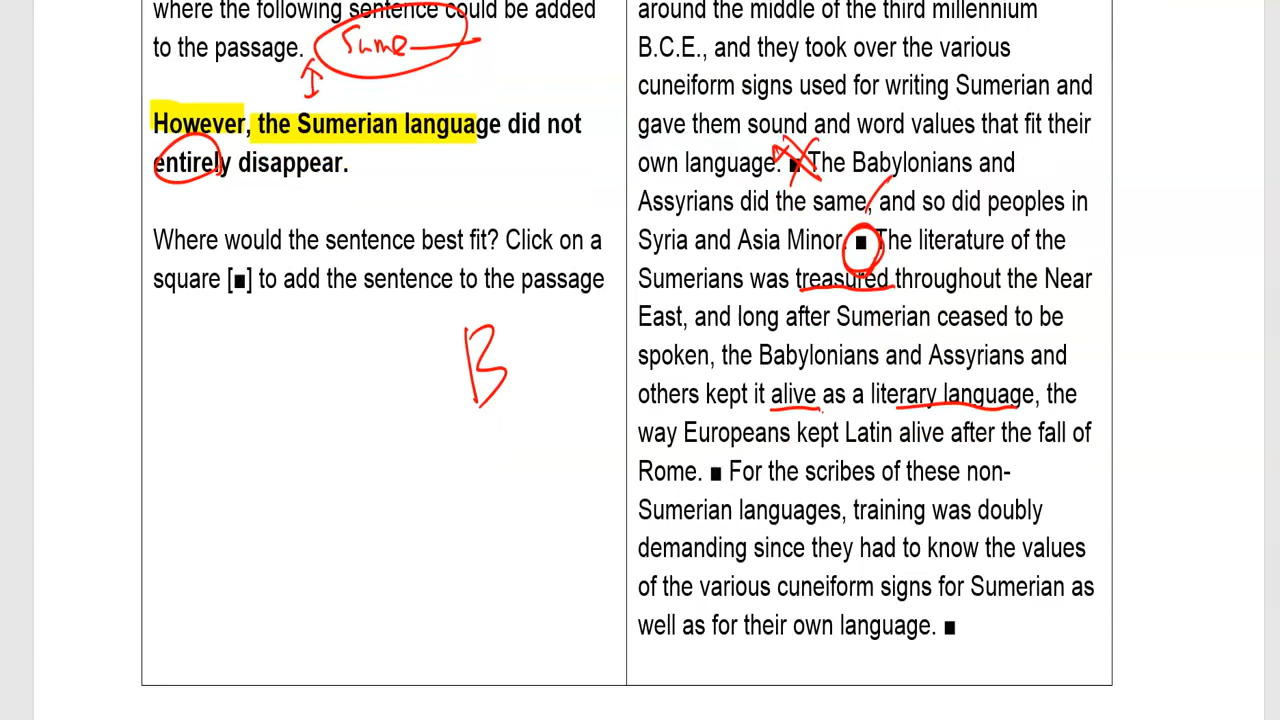 where the following sentence could be added
to the passage.
Sume
However, the Sumerian language did not
entirely disappear.
Where would the sentence best fit? Click on a
square [■] to add the sentence to the passage
B
around the middle of the third millennium
B.C.E., and they took over the various
cuneiform signs used for writing Sumerian and
gave them sound and word values that fit their
own language. ■ The Babylonians and
Assyrians did the same, and so did peoples in
Syria and Asia Minor. ■ The literature of the
Sumerians was treasured throughout the Near
East, and long after Sumerian ceased to be
spoken, the Babylonians and Assyrians and
others kept it alive as a literary language, the
way Europeans kept Latin alive after the fall of
Rome. ■ For the scribes of these non-
Sumerian languages, training was doubly
demanding since they had to know the values
of the various cuneiform signs for Sumerian as
well as for their own language. ■